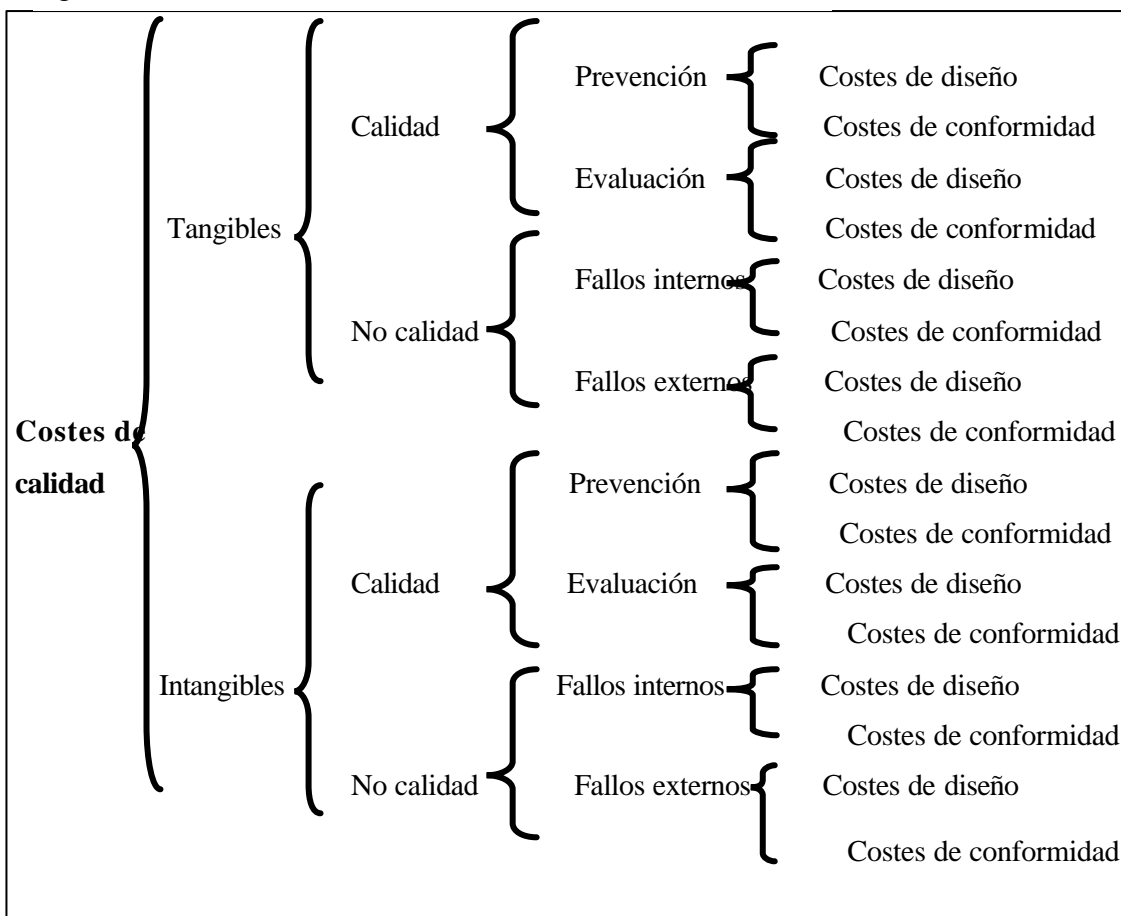 Prevención Costes de diseño
Calidad Costes de conformidad
Evaluación Costes de diseño
Tangibles Costes de conformidad
Fallos internos Costes de diseño
No calidad Costes de conformidad
Fallos externos Costes de diseño
Costes de Costes de conformidad
calidad Prevención Costes de diseño
Costes de conformidad
Calidad Evaluación Costes de diseño
Costes de conformidad
Intangibles Fallos internos Costes de diseño
Costes de conformidad
No calidad Fallos externos Costes de diseño
Costes de conformidad